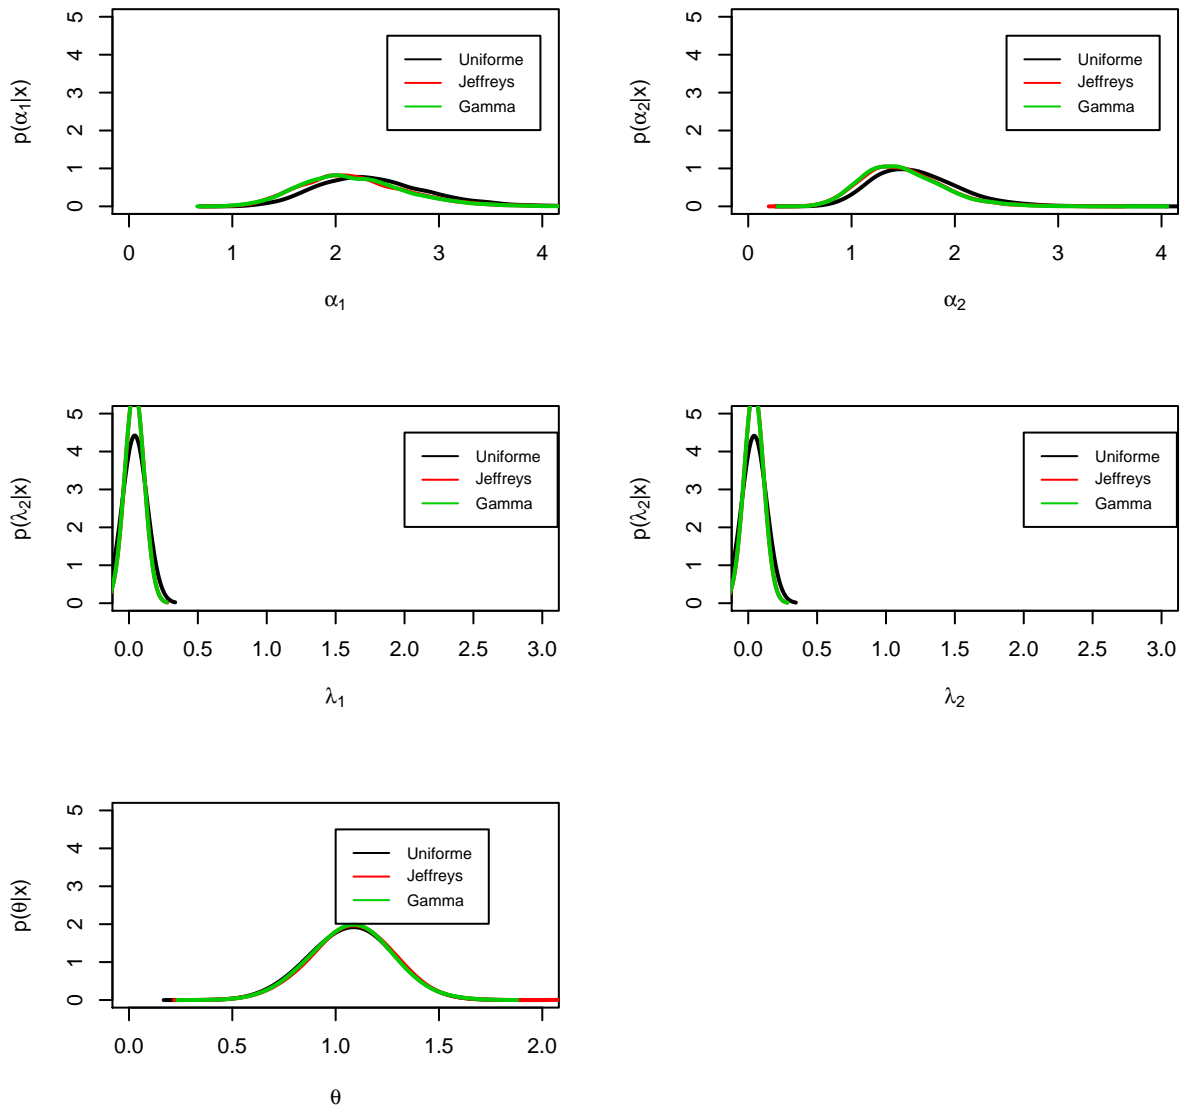 p(α₁|x)
0 1 2 3 4 5
Uniforme
Jeffreys
Gamma
0 1 2 3 4
α₁
p(α₂|x)
0 1 2 3 4 5
Uniforme
Jeffreys
Gamma
0 1 2 3 4
α₂
p(λ₂|x)
0 1 2 3 4 5
Uniforme
Jeffreys
Gamma
0.0 0.5 1.0 1.5 2.0 2.5 3.0
λ₁
p(λ₂|x)
0 1 2 3 4 5
Uniforme
Jeffreys
Gamma
0.0 0.5 1.0 1.5 2.0 2.5 3.0
λ₂
p(θ|x)
0 1 2 3 4 5
Uniforme
Jeffreys
Gamma
0.0 0.5 1.0 1.5 2.0
θ